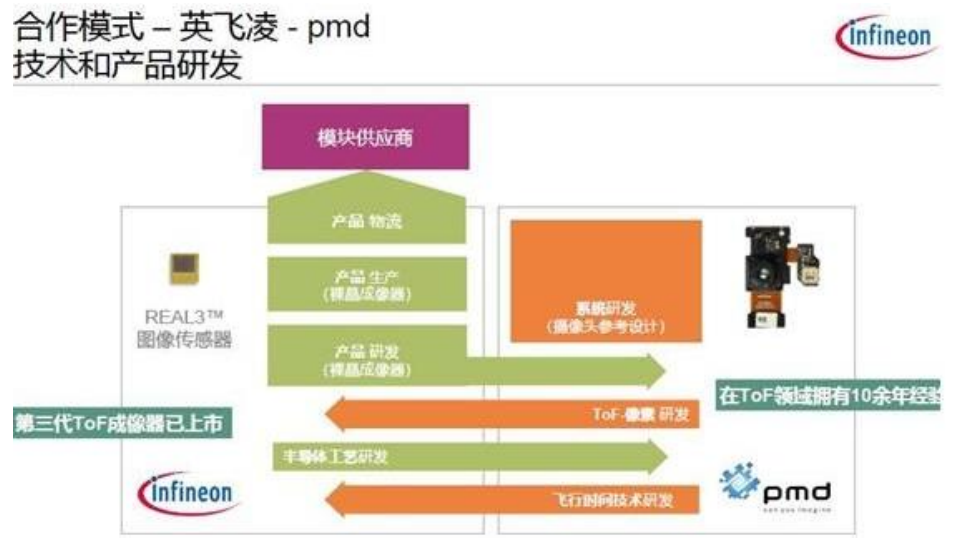 合作模式 – 英飞凌 - pmd
技术和产品研发
infineon
模块供应商
产品 物流
产品 生产
(裸晶成像器)
REAL3™
图像传感器
产品 研发
(裸晶成像器)
系统研发
(摄像头参考设计)
在ToF领域拥有10余年经验
第三代ToF成像器已上市
ToF-像素 研发
半导体工艺研发
飞行时间技术研发
infineon
pmd